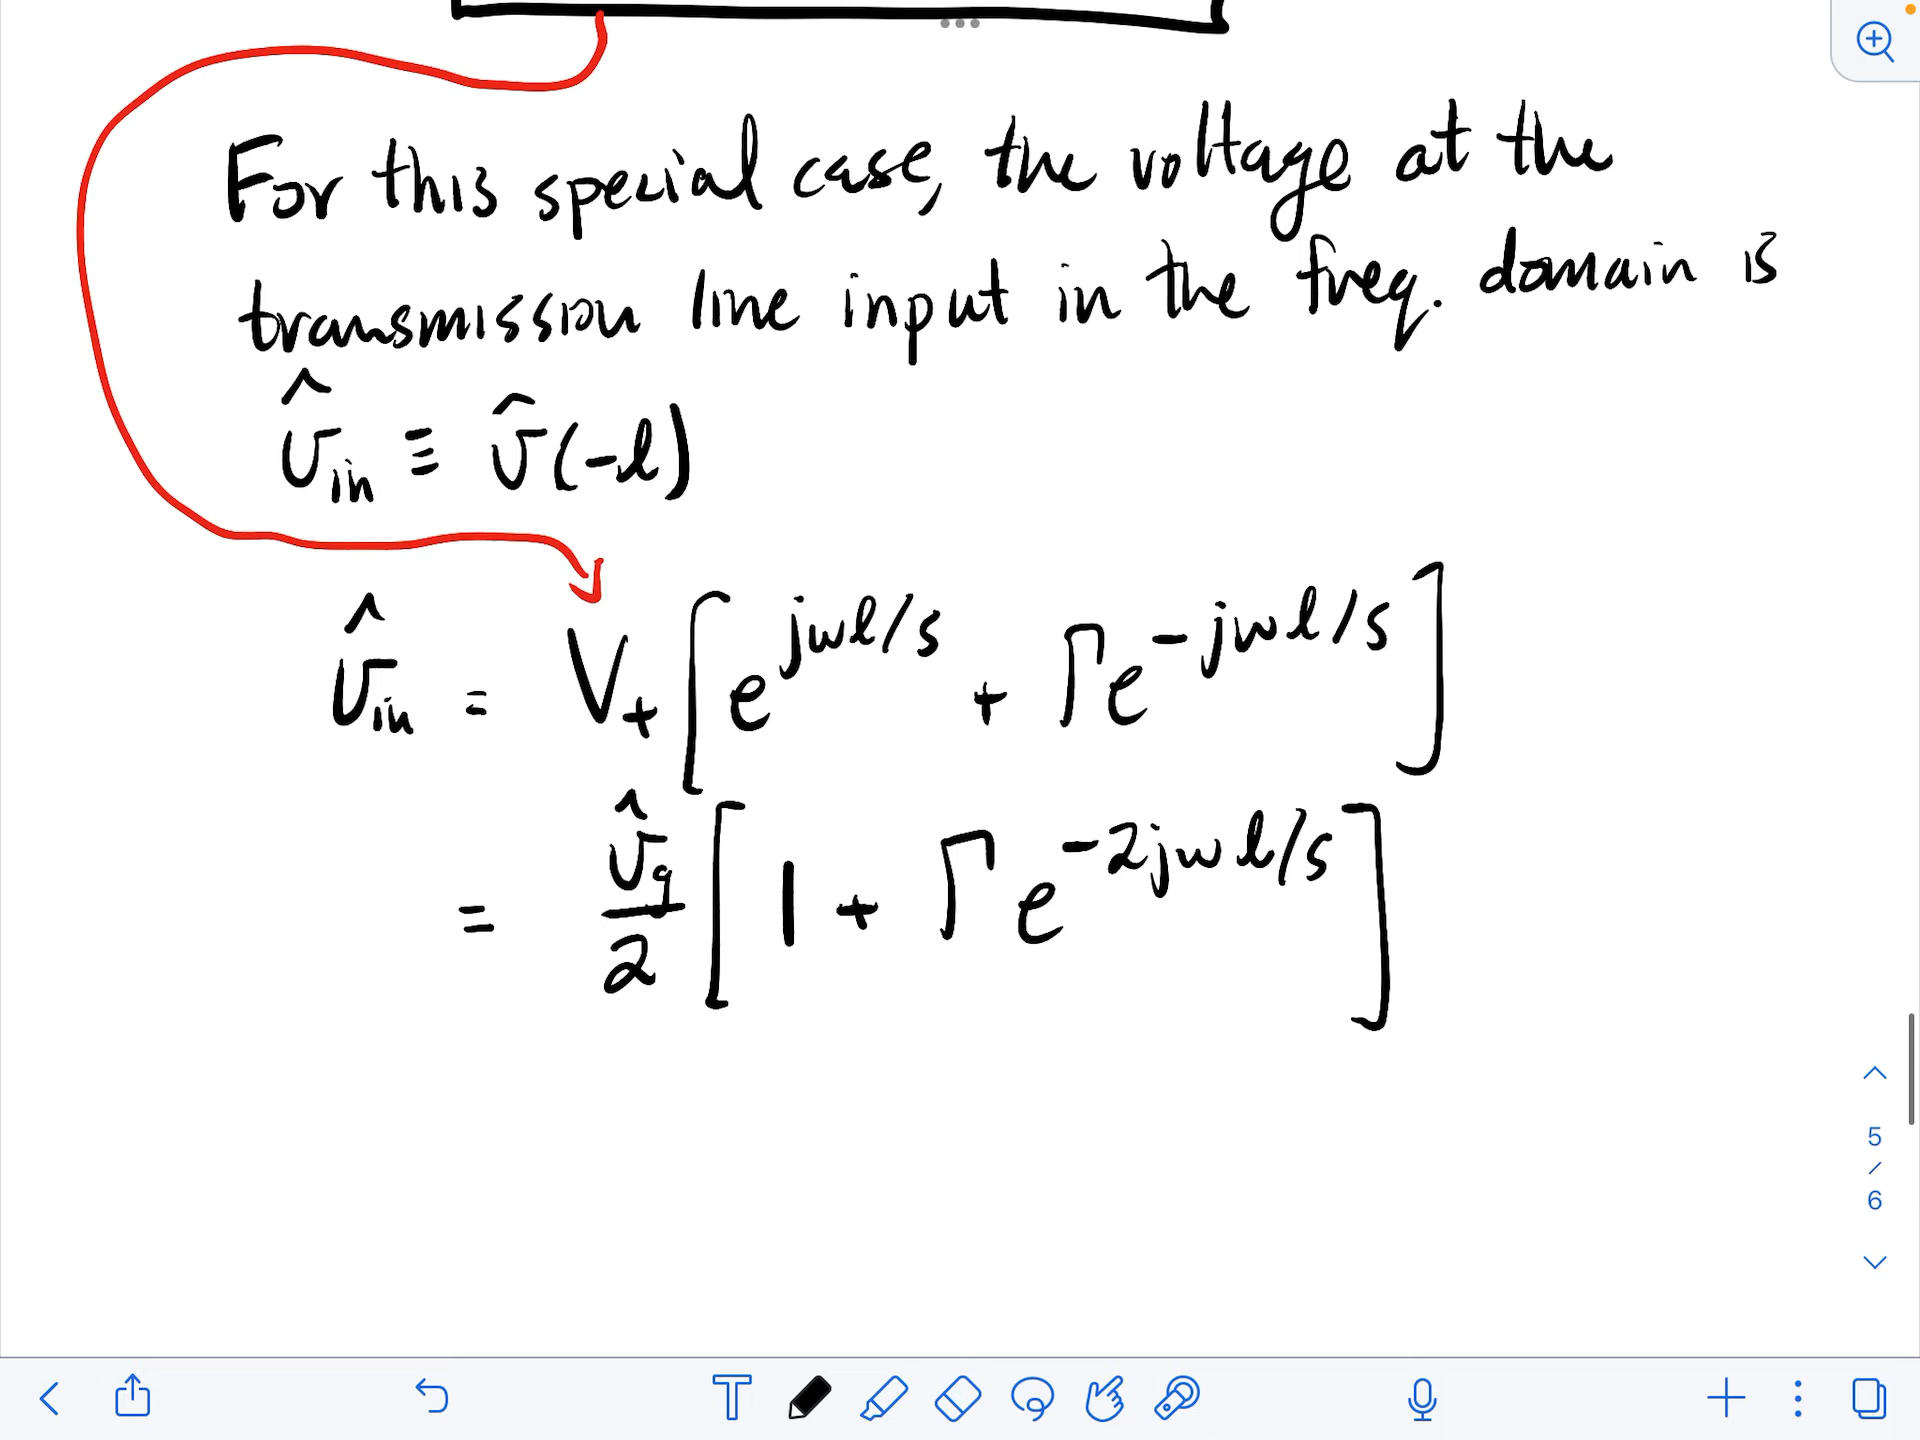 For this special case, the voltage at the
transmission line input in the freq. domain is
v̂in ≡ v̂(-l)
v̂in = V+ [e^jωl/s + Γe^-jωl/s]
= v̂g/2 [1 + Γe^-2jωl/s]
5
/
6
T